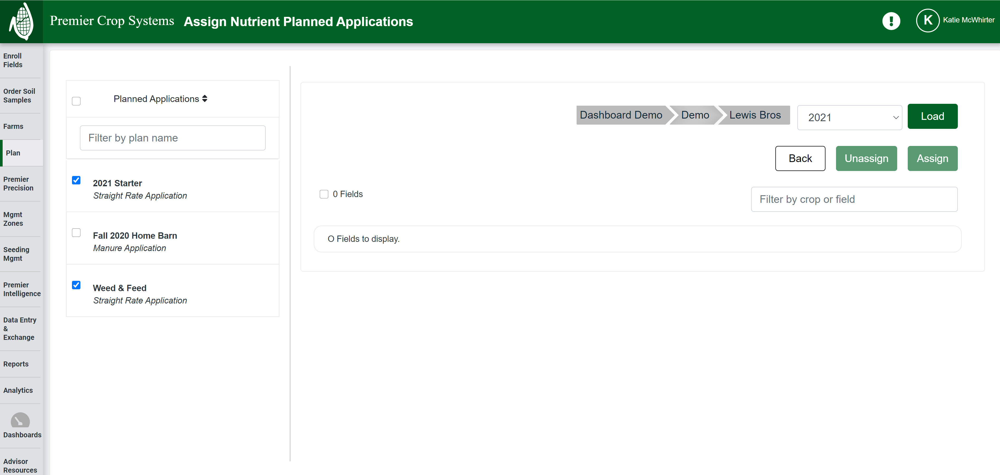 Premier Crop Systems Assign Nutrient Planned Applications
! K Katie McWhirter
Enroll
Fields
Order Soil
Samples
Farms
Plan
Premier
Precision
Mgmt
Zones
Seeding
Mgmt
Premier
Intelligence
Data Entry
&
Exchange
Reports
Analytics
Dashboards
Advisor
Resources
Planned Applications
Filter by plan name
2021 Starter
Straight Rate Application
Fall 2020 Home Barn
Manure Application
Weed & Feed
Straight Rate Application
Dashboard Demo Demo Lewis Bros 2021 Load
Back Unassign Assign
0 Fields Filter by crop or field
O Fields to display.